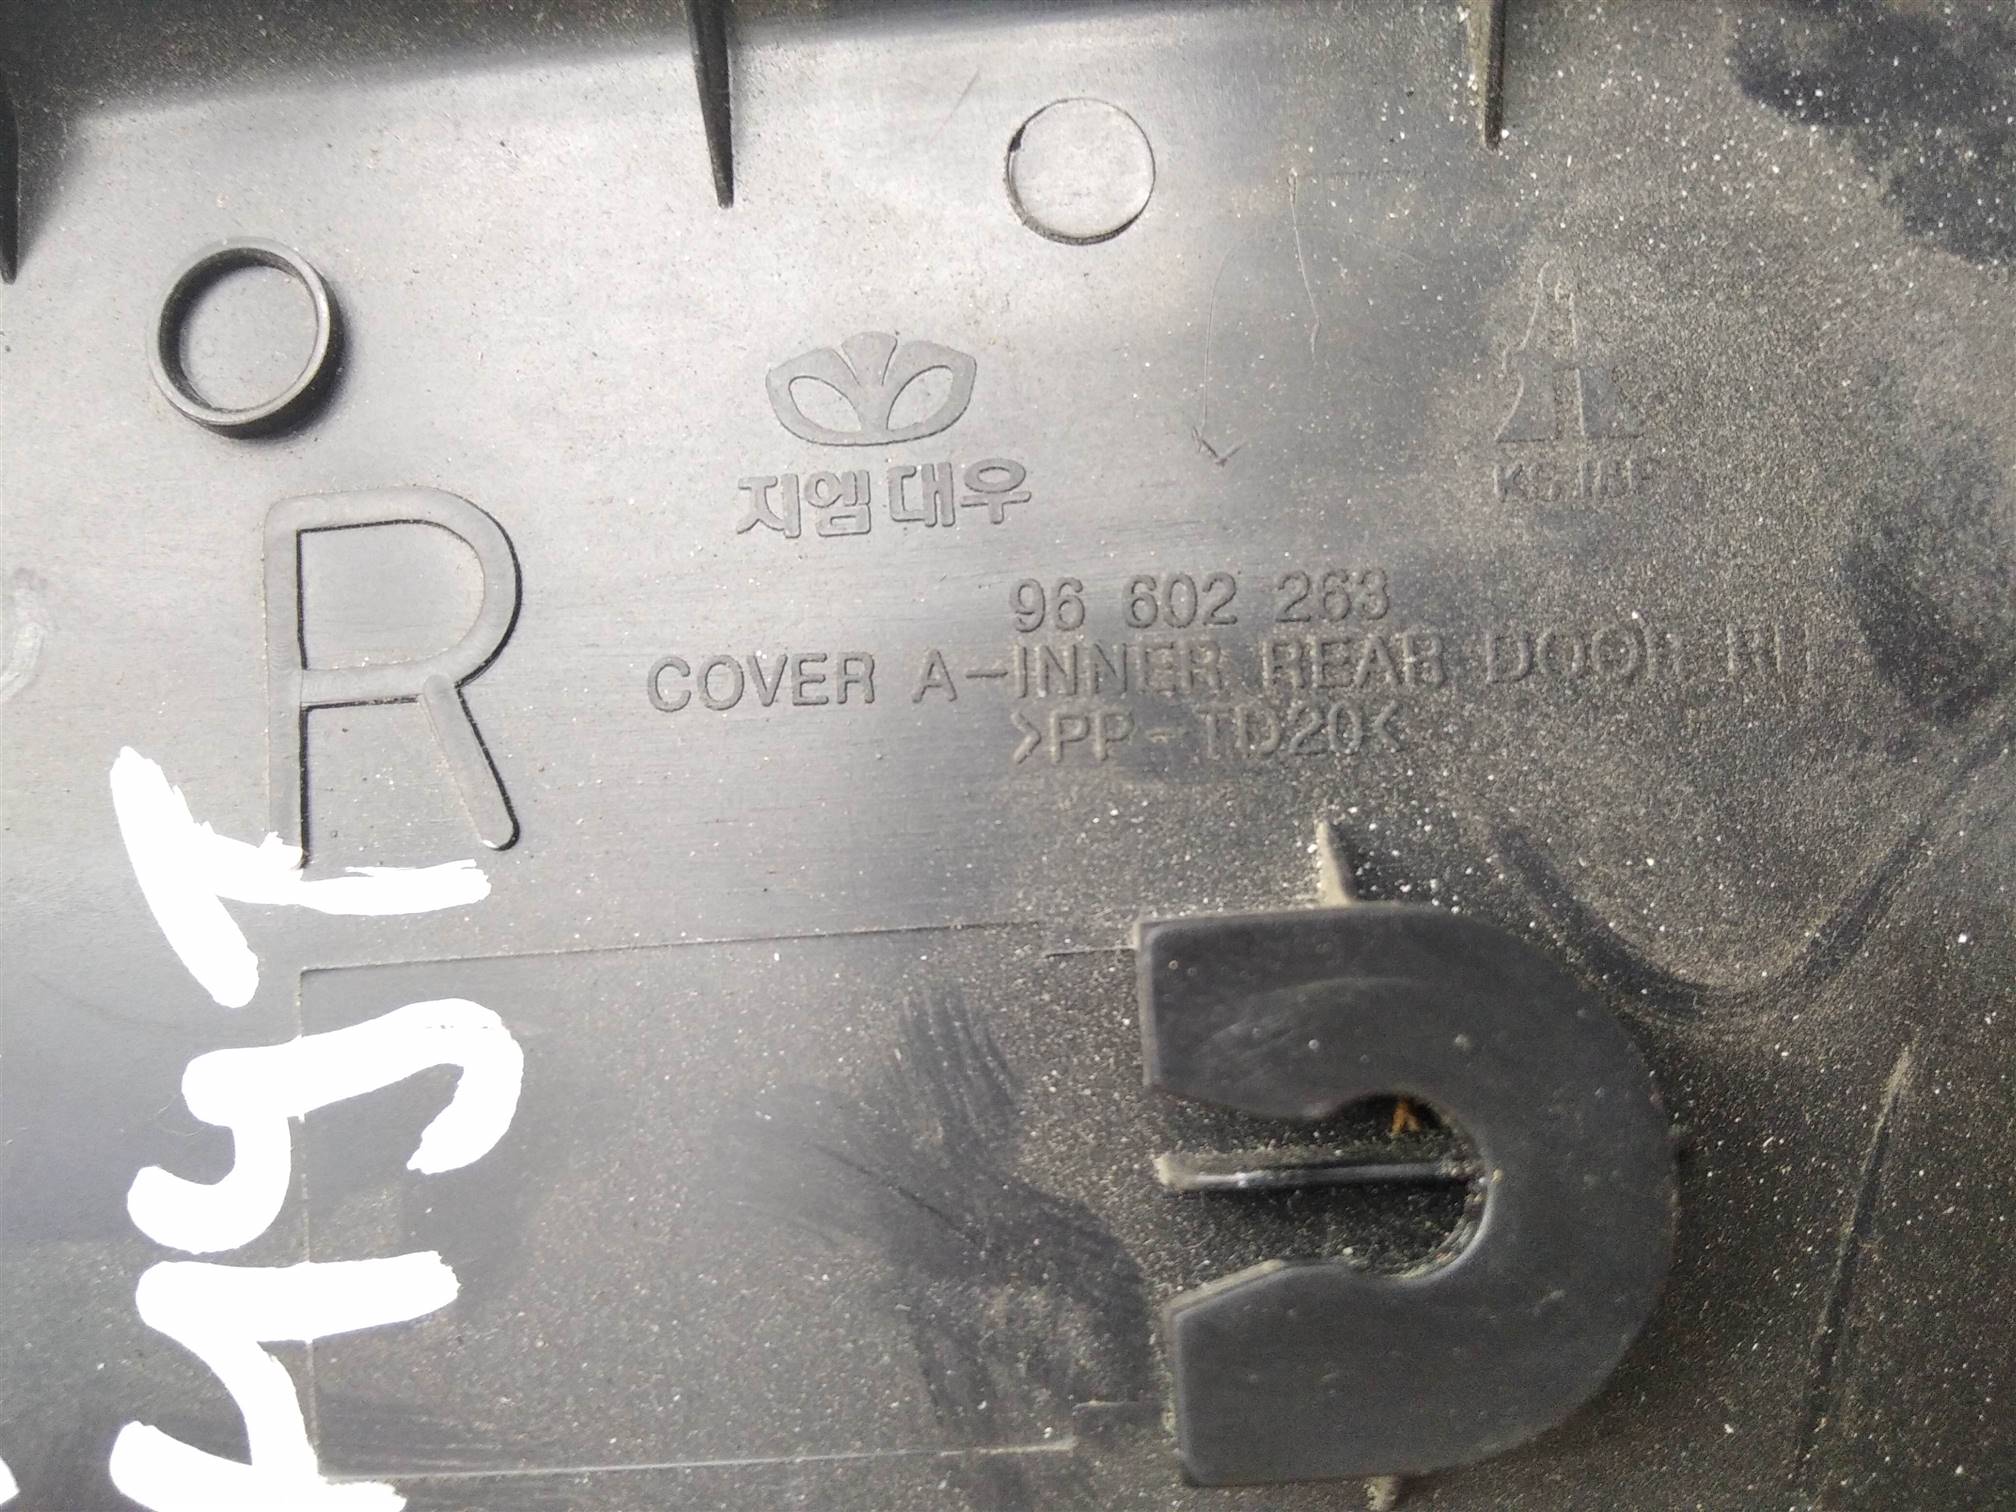 지엠대우
R
96 602 263
COVER A-INNER REAR DOOR RH
>PP-TD20<